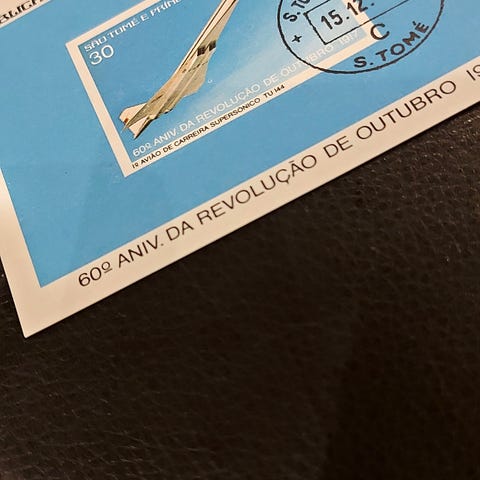 SÃO TOMÉ E
30
15.12.
C
S. TOMÉ
60º ANIV. DA REVOLUÇÃO DE OUTUBRO 1917
1º AVIÃO DE CARREIRA SUPERSÓNICO TU 144
60º ANIV. DA REVOLUÇÃO DE OUTUBRO